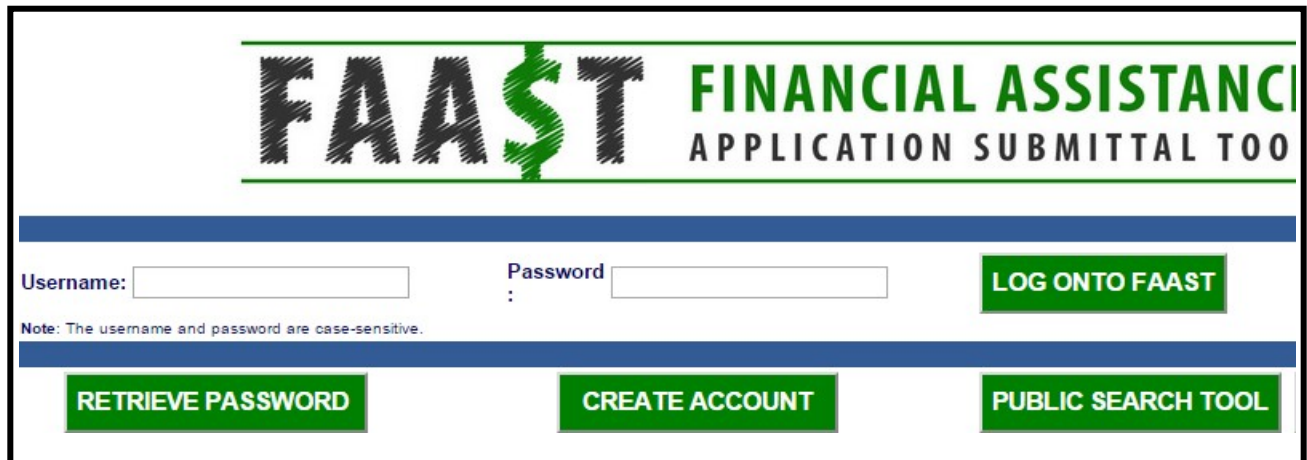 FAA$T FINANCIAL ASSISTANC
APPLICATION SUBMITTAL TOO
Username: Password : LOG ONTO FAAST
Note: The username and password are case-sensitive.
RETRIEVE PASSWORD CREATE ACCOUNT PUBLIC SEARCH TOOL